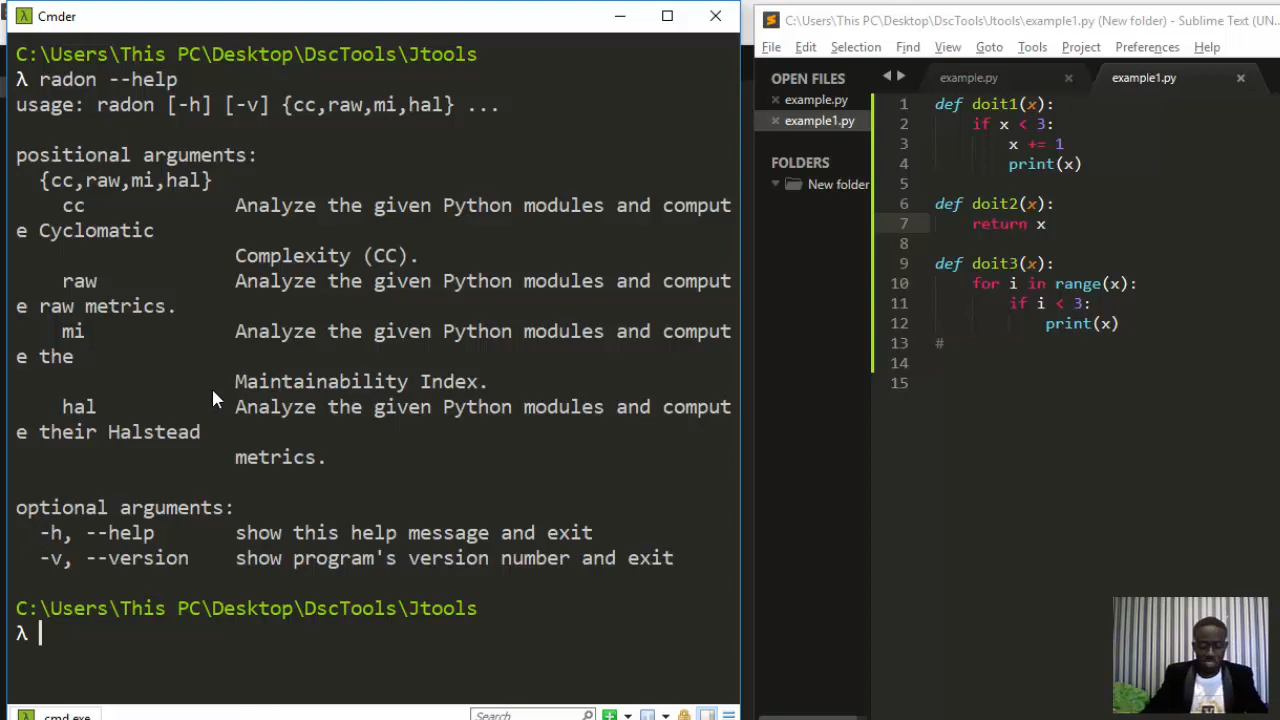 Cmder
C:\Users\This PC\Desktop\DscTools\Jtools
λ radon --help
usage: radon [-h] [-v] {cc,raw,mi,hal} ...
positional arguments:
{cc,raw,mi,hal}
cc Analyze the given Python modules and comput
e Cyclomatic
Complexity (CC).
raw Analyze the given Python modules and comput
e raw metrics.
mi Analyze the given Python modules and comput
e the
Maintainability Index.
hal Analyze the given Python modules and comput
e their Halstead
metrics.
optional arguments:
-h, --help show this help message and exit
-v, --version show program's version number and exit
C:\Users\This PC\Desktop\DscTools\Jtools
λ
cmd.exe
Search
C:\Users\This PC\Desktop\DscTools\Jtools\example1.py (New folder) - Sublime Text (UN...
File Edit Selection Find View Goto Tools Project Preferences Help
OPEN FILES
example.py
example1.py
FOLDERS
New folder
example.py example1.py
1 def doit1(x):
2 if x < 3:
3 x += 1
4 print(x)
5
6 def doit2(x):
7 return x
8
9 def doit3(x):
10 for i in range(x):
11 if i < 3:
12 print(x)
13 #
14
15